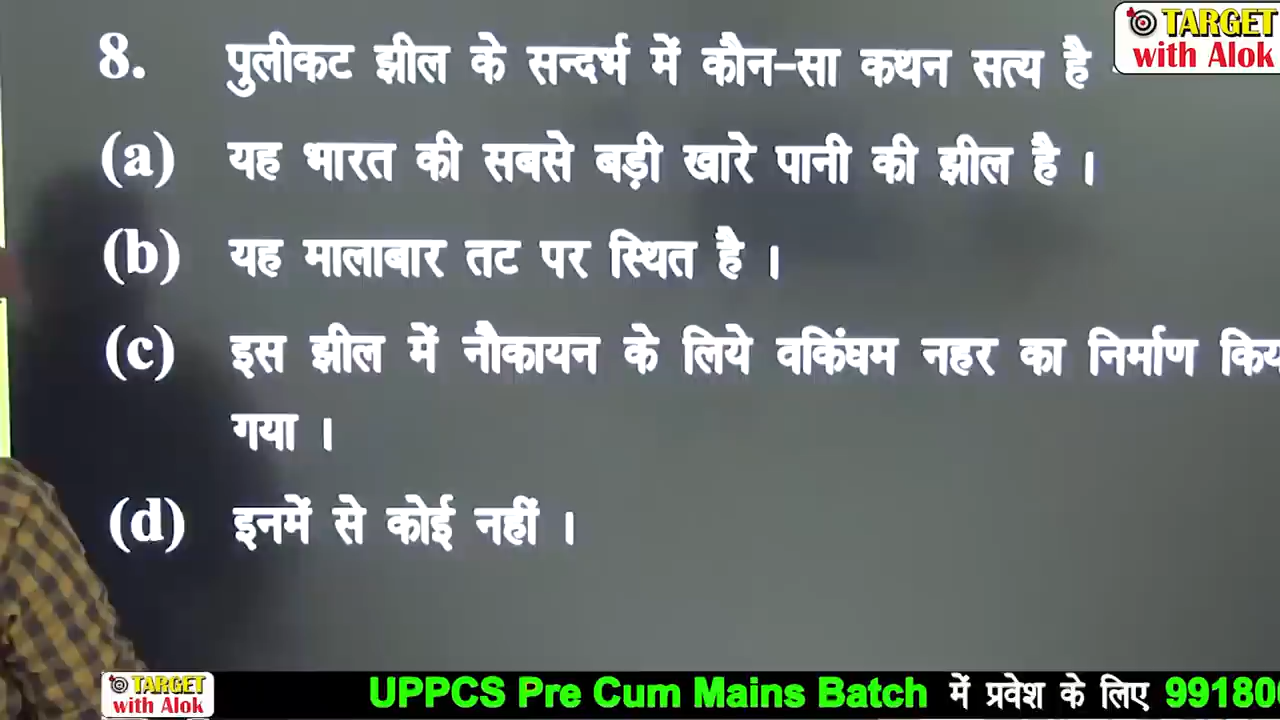 TARGET
with Alok
8. पुलीकट झील के सन्दर्भ में कौन-सा कथन सत्य है
(a) यह भारत की सबसे बड़ी खारे पानी की झील है ।
(b) यह मालाबार तट पर स्थित है ।
(c) इस झील में नौकायन के लिये वकिंघम नहर का निर्माण किय
गया ।
(d) इनमें से कोई नहीं ।
TARGET
with Alok
UPPCS Pre Cum Mains Batch में प्रवेश के लिए 99180